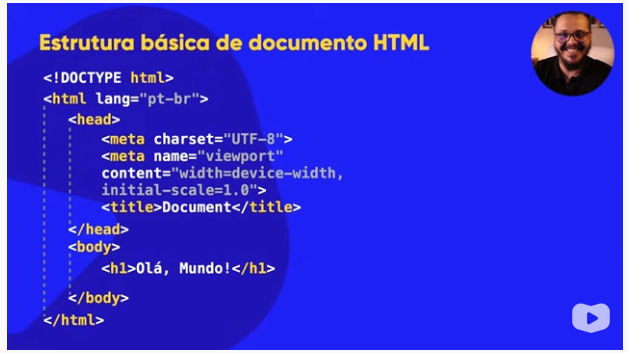 Estrutura básica de documento HTML
<!DOCTYPE html>
<html lang="pt-br">
<head>
<meta charset="UTF-8">
<meta name="viewport"
content="width=device-width,
initial-scale=1.0">
<title>Document</title>
</head>
<body>
<h1>Olá, Mundo!</h1>
</body>
</html>